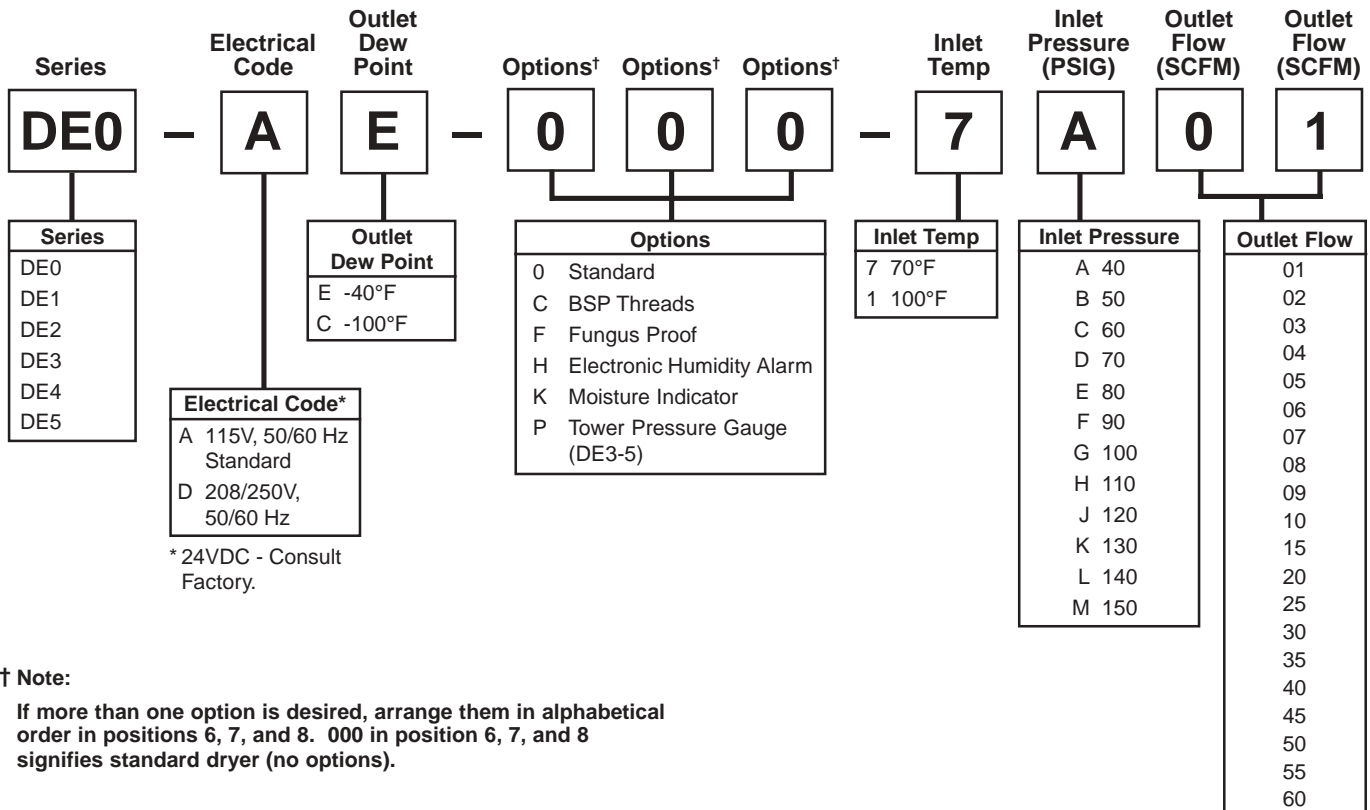 Series
Electrical Code
Outlet Dew Point
Options†
Options†
Options†
Inlet Temp
Inlet Pressure (PSIG)
Outlet Flow (SCFM)
Outlet Flow (SCFM)
DE0 – A E – 0 0 0 – 7 A 0 1
Series
DE0
DE1
DE2
DE3
DE4
DE5
Electrical Code*
A 115V, 50/60 Hz
Standard
D 208/250V,
50/60 Hz
* 24VDC - Consult
Factory.
Outlet
Dew Point
E -40°F
C -100°F
Options
0 Standard
C BSP Threads
F Fungus Proof
H Electronic Humidity Alarm
K Moisture Indicator
P Tower Pressure Gauge
(DE3-5)
Inlet Temp
7 70°F
1 100°F
Inlet Pressure
A 40
B 50
C 60
D 70
E 80
F 90
G 100
H 110
J 120
K 130
L 140
M 150
Outlet Flow
01
02
03
04
05
06
07
08
09
10
15
20
25
30
35
40
45
50
55
60
† Note:
If more than one option is desired, arrange them in alphabetical
order in positions 6, 7, and 8. 000 in position 6, 7, and 8
signifies standard dryer (no options).